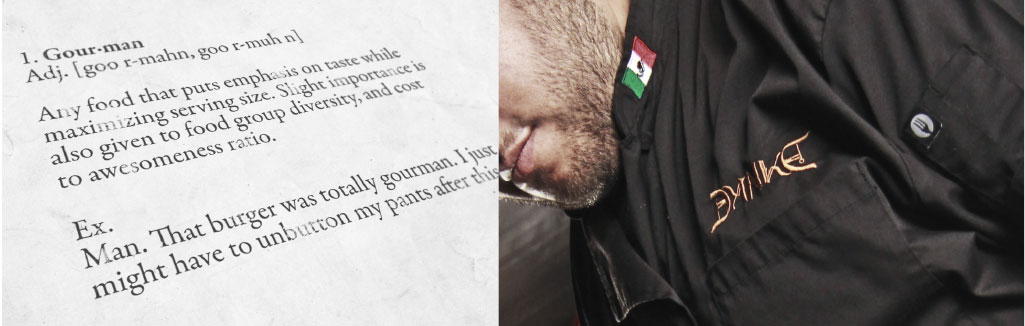 1. Gour·man
Adj. [goo r-mahn, goo r-muh n]
Any food that puts emphasis on taste while
maximizing serving size. Slight importance is
also given to food group diversity, and cost
to awesomeness ratio.
Ex.
Man. That burger was totally gourman. I just
might have to unbutton my pants after this